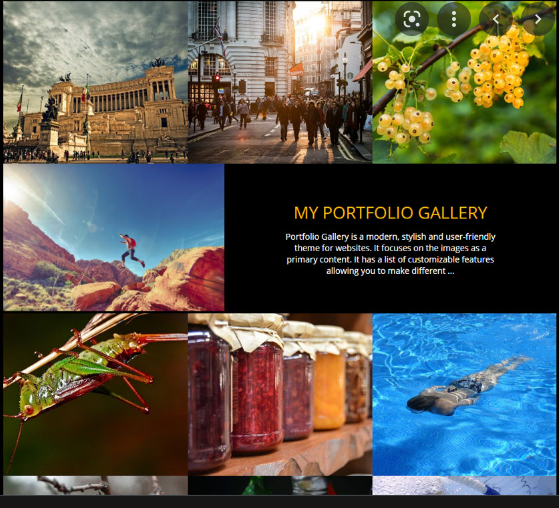 MY PORTFOLIO GALLERY
Portfolio Gallery is a modern, stylish and user-friendly
theme for websites. It focuses on the images as a
primary content. It has a list of customizable features
allowing you to make different ...